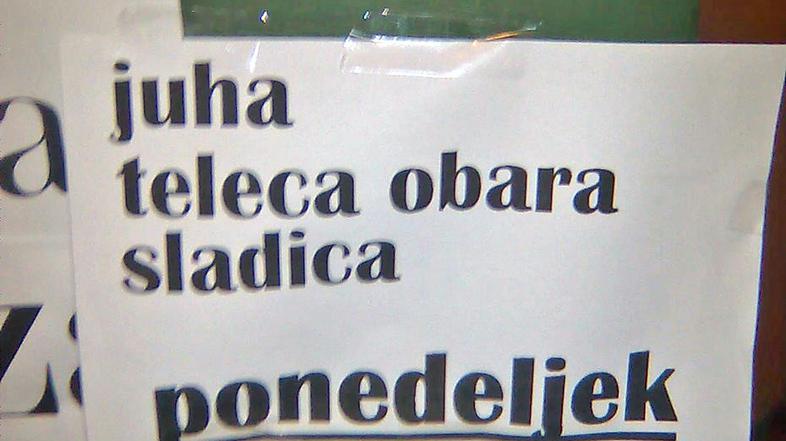 juha
teleca obara
sladica
ponedeljek